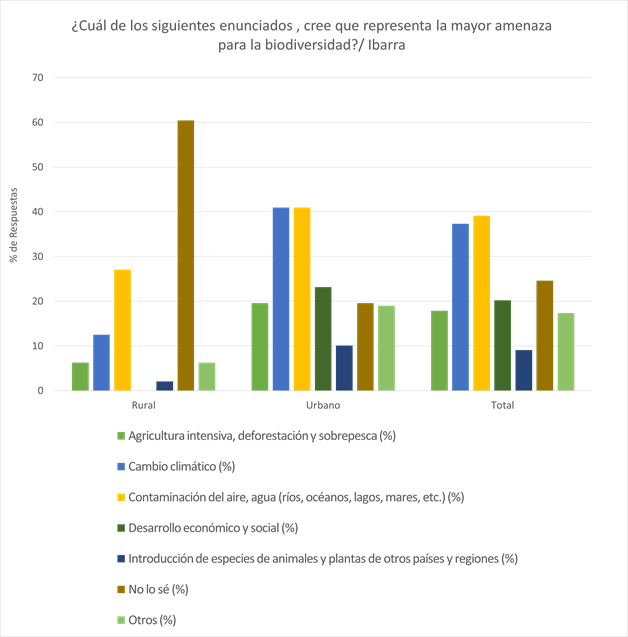 ¿Cuál de los siguientes enunciados , cree que representa la mayor amenaza
para la biodiversidad?/ Ibarra
70
60
50
40
30
20
10
0
% de Respuestas
Rural Urbano Total
Agricultura intensiva, deforestación y sobrepesca (%)
Cambio climático (%)
Contaminación del aire, agua (ríos, océanos, lagos, mares, etc.) (%)
Desarrollo económico y social (%)
Introducción de especies de animales y plantas de otros países y regiones (%)
No lo sé (%)
Otros (%)